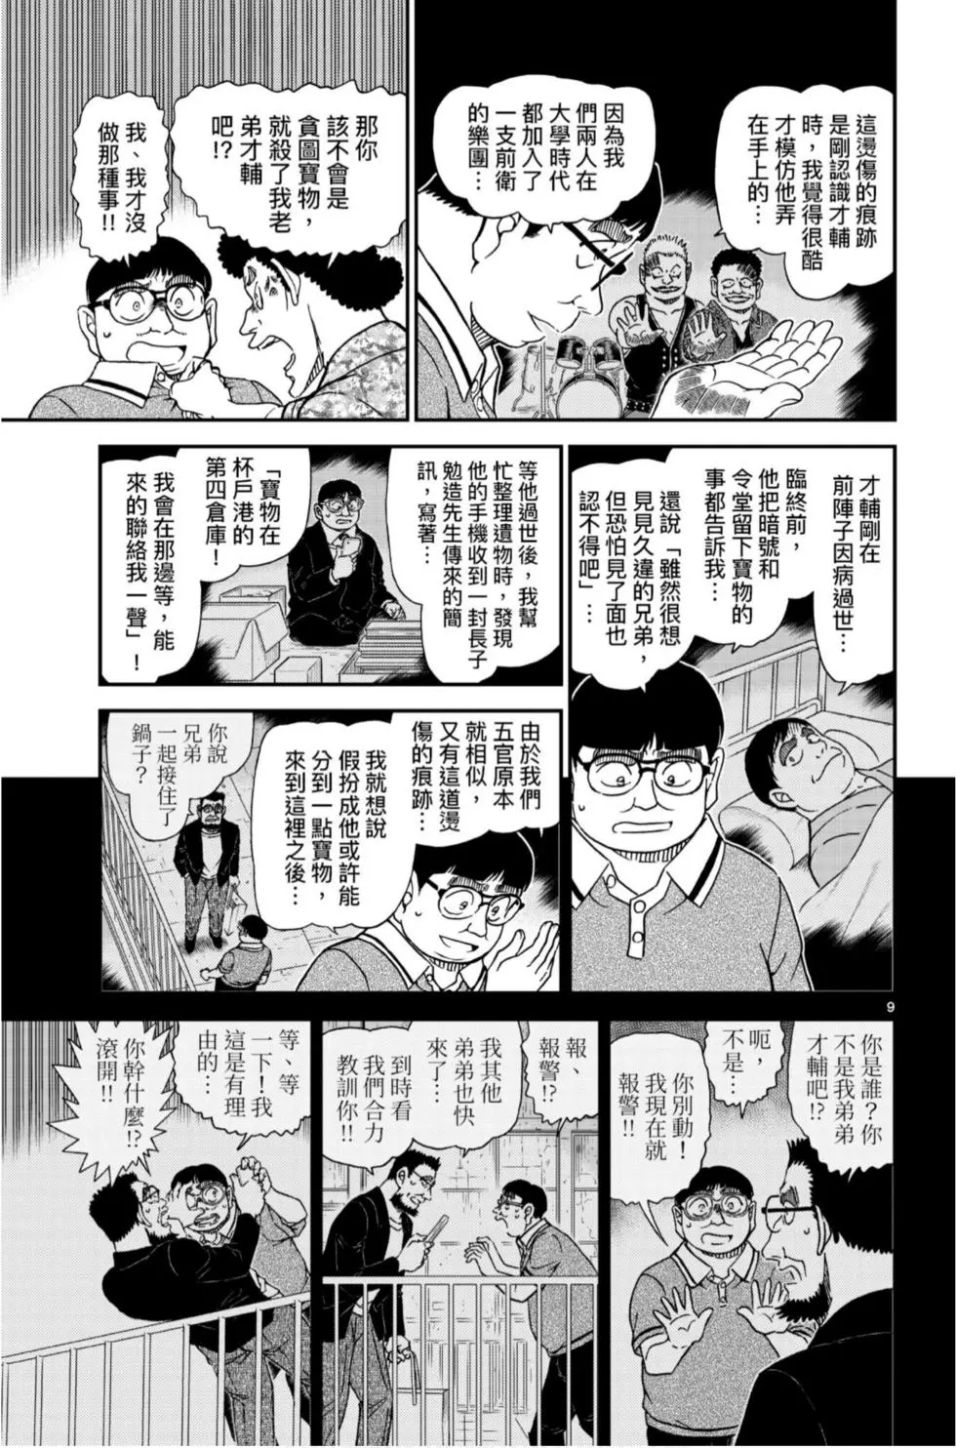 這燙傷的痕跡
是剛認識才輔
時，我覺得很酷
才模仿他弄
在手上的…
因為我
們兩人在
大學時代
都加入了
一支前衛
的樂團…
那你
該不會是
貪圖寶物，
就殺了我老
弟才輔
吧!?
我、我才沒
做那種事!!
才輔剛在
前陣子因病過世…
臨終前，
他把暗號和
令堂留下寶物的
事都告訴我…
還說「雖然很想
見見久違的兄弟，
但恐怕見了面也
認不得吧」…
等他過世後，我幫
忙整理遺物時，發現
他的手機收到一封長子
勉造先生傳來的簡
訊，寫著…
「寶物在
杯戶港的
第四倉庫！
我會在那邊等，能
來的聯絡我一聲」！
由於我們
五官原本
就相似，
又有這道燙
傷的痕跡…
我就想說
假扮成他或許能
分到一點寶物，
來到這裡之後…
你說
兄弟
一起接住了
鍋子？
9
你是誰？你
不是我弟弟
才輔吧!?
呃，
不是…
你別動！
我現在就
報警!!
報、
報警!?
我其他
弟弟也快
來了…
到時看
我們合力
教訓你!!
等、等
一下！我
這是有理
由的…
你幹什麼!?
滾開!!